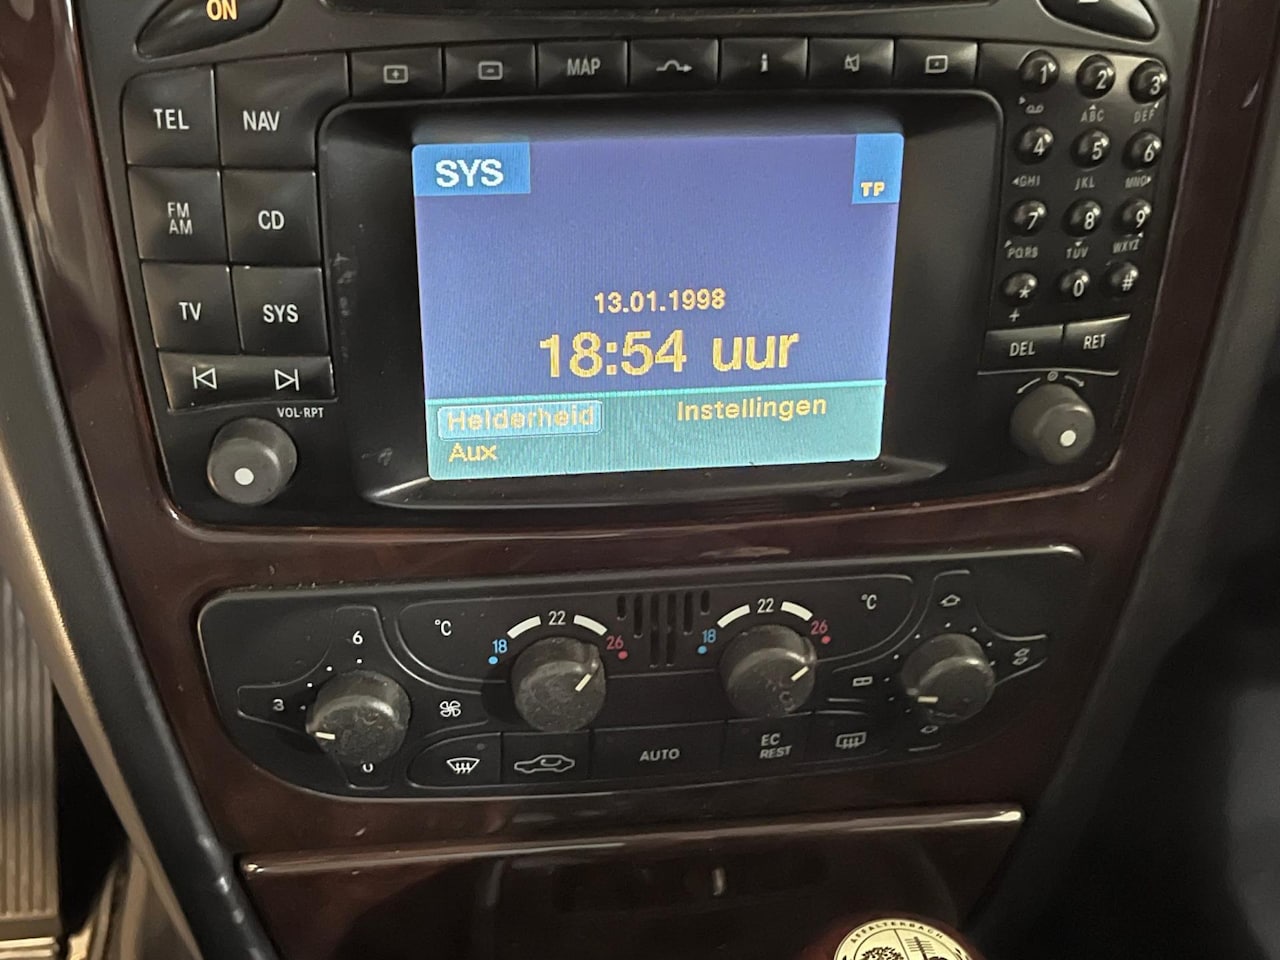 ON
MAP
i
1
2
3
TEL
NAV
ABC
DEF
4
5
6
GHI
JKL
MNO
FM
AM
CD
7
8
9
PQRS
TUV
WXYZ
*
0
#
+
TV
SYS
DEL
RET
VOL·RPT
SYS
TP
13.01.1998
18:54 uur
Helderheid
Instellingen
Aux
6
3
0
°C
18
22
26
18
22
26
°C
AUTO
EC
REST
AFFALTERBACH